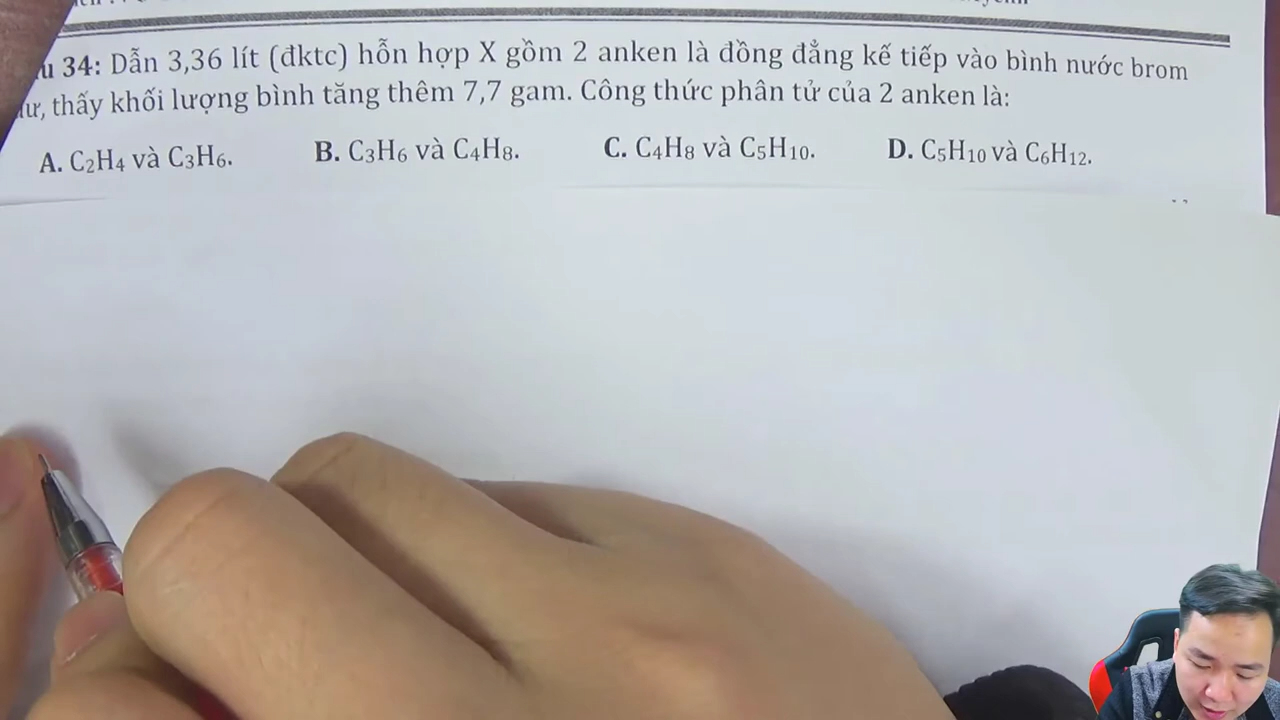 34: Dẫn 3,36 lít (đktc) hỗn hợp X gồm 2 anken là đồng đẳng kế tiếp vào bình nước brom
thấy khối lượng bình tăng thêm 7,7 gam. Công thức phân tử của 2 anken là:
A. C₂H₄ và C₃H₆. B. C₃H₆ và C₄H₈. C. C₄H₈ và C₅H₁₀. D. C₅H₁₀ và C₆H₁₂.